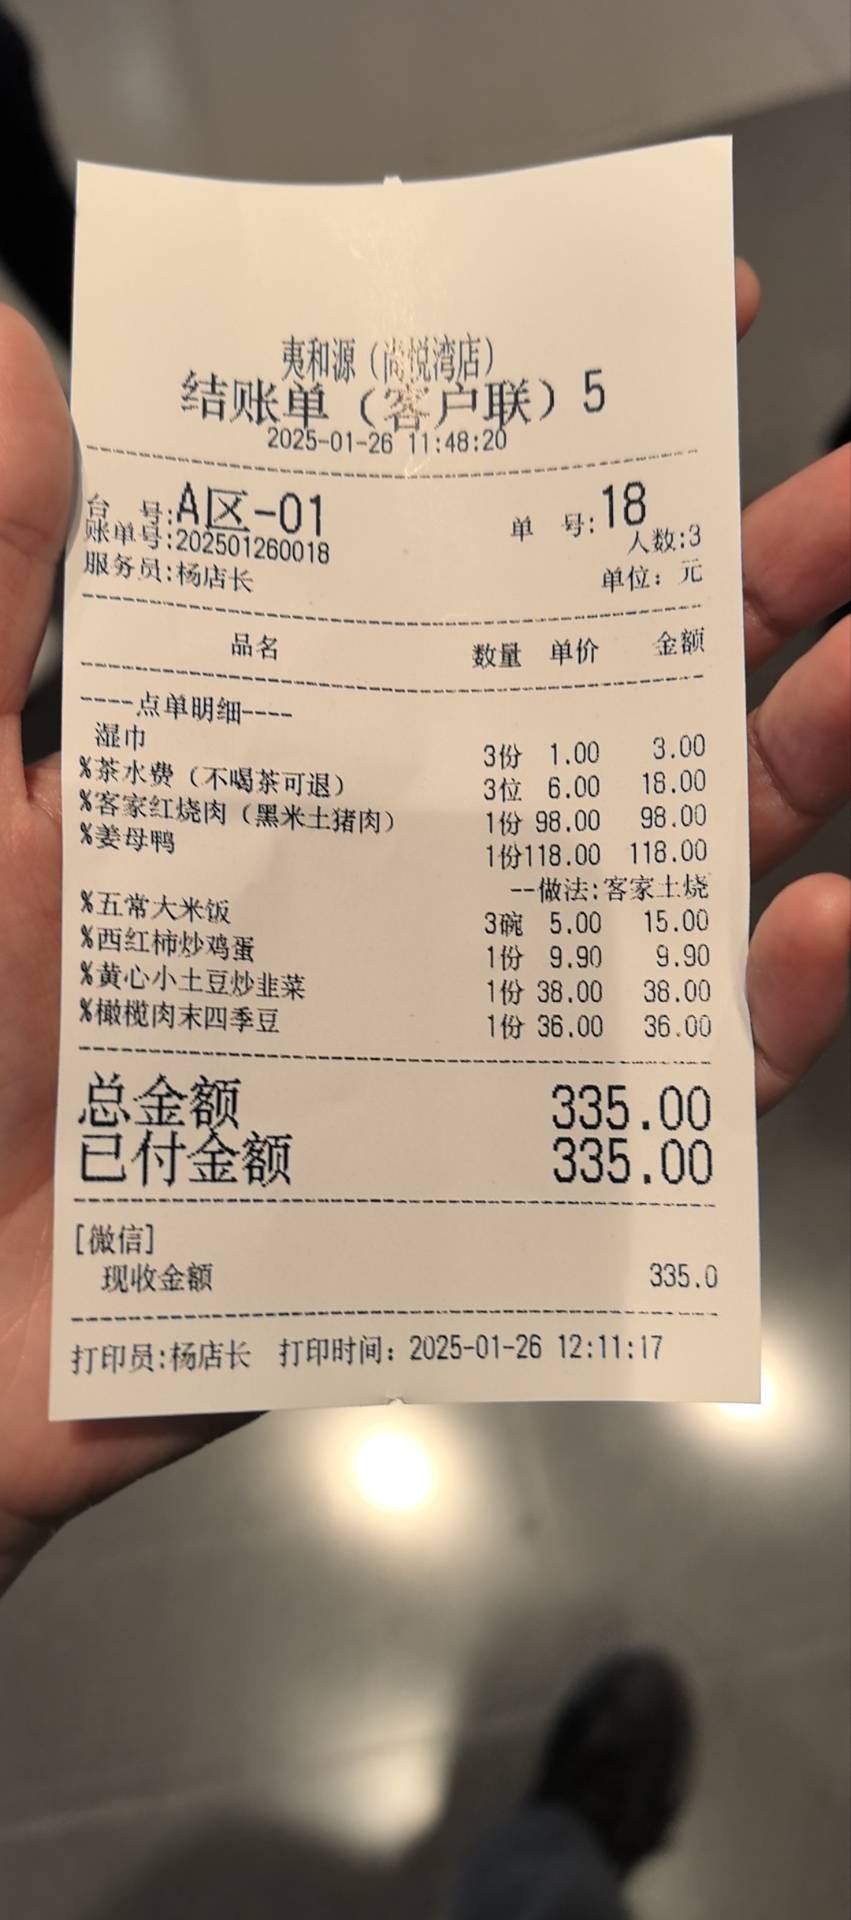 夷和源（尚悦湾店）
结账单（客户联）5
2025-01-26 11:48:20
台 号:A区-01 单 号:18
账单号:202501260018 人数:3
服务员:杨店长 单位：元
品名 数量 单价 金额
----点单明细----
湿巾 3份 1.00 3.00
%茶水费（不喝茶可退） 3位 6.00 18.00
%客家红烧肉（黑米土猪肉） 1份 98.00 98.00
%姜母鸭 1份118.00 118.00
--做法:客家土烧
%五常大米饭 3碗 5.00 15.00
%西红柿炒鸡蛋 1份 9.90 9.90
%黄心小土豆炒韭菜 1份 38.00 38.00
%橄榄肉末四季豆 1份 36.00 36.00
总金额 335.00
已付金额 335.00
[微信]
现收金额 335.0
打印员:杨店长 打印时间：2025-01-26 12:11:17